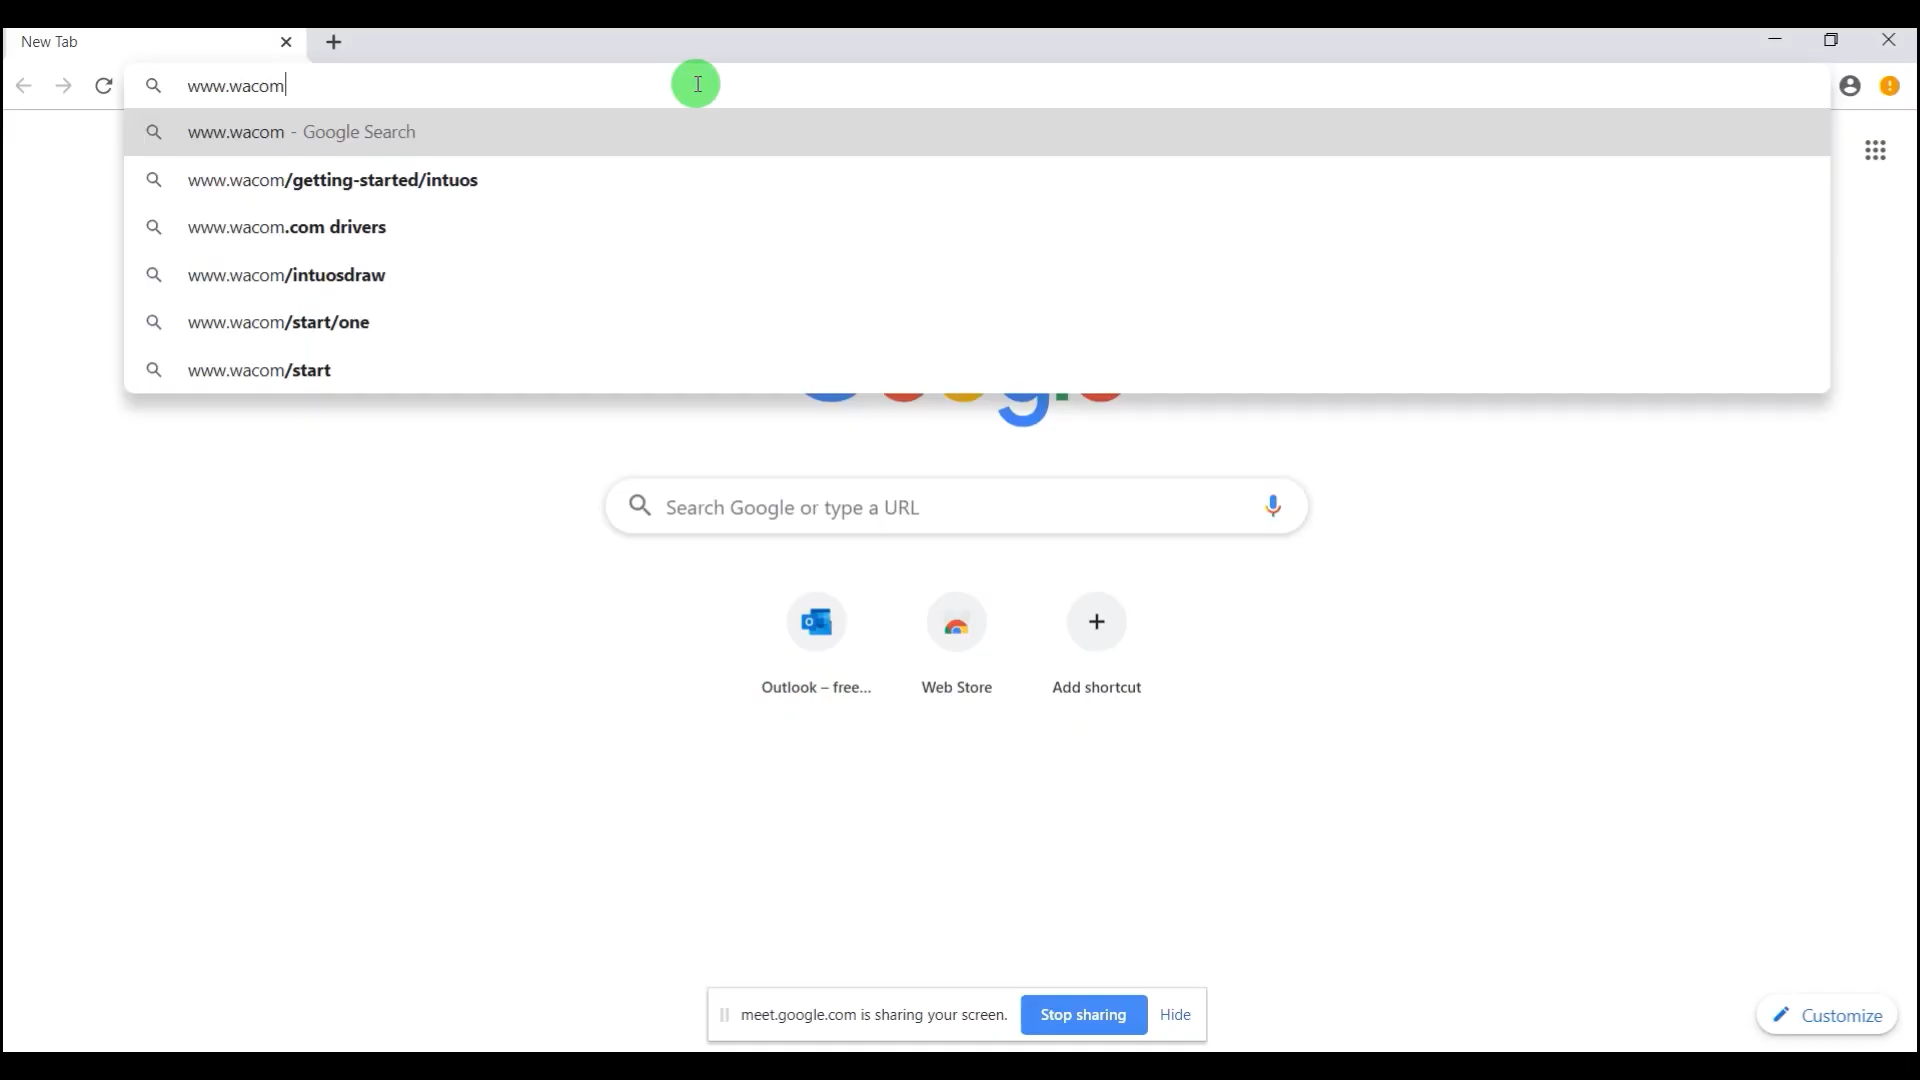 New Tab
www.wacom
www.wacom - Google Search
www.wacom/getting-started/intuos
www.wacom.com drivers
www.wacom/intuosdraw
www.wacom/start/one
www.wacom/start
Search Google or type a URL
Outlook – free...
Web Store
Add shortcut
meet.google.com is sharing your screen.
Stop sharing
Hide
Customize